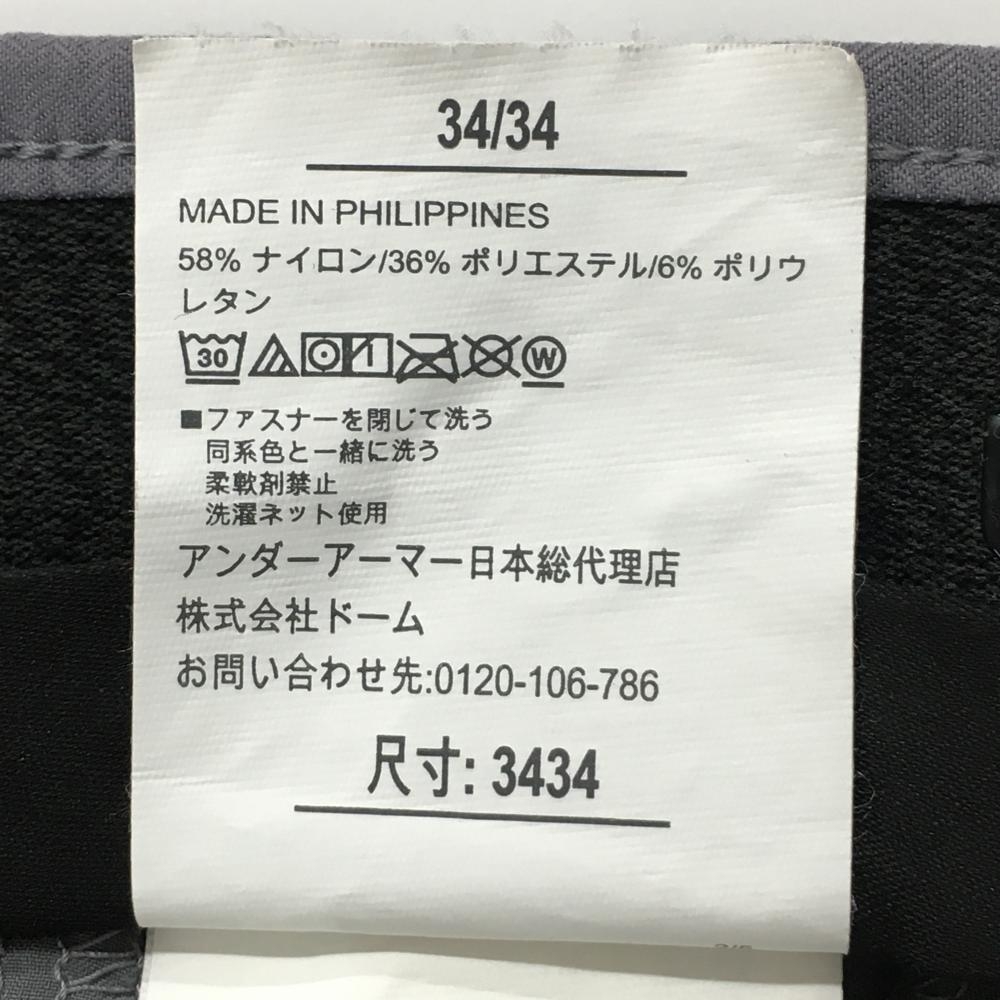 34/34
MADE IN PHILIPPINES
58% ナイロン/36% ポリエステル/6% ポリウ
レタン
30 W
■ファスナーを閉じて洗う
同系色と一緒に洗う
柔軟剤禁止
洗濯ネット使用
アンダーアーマー日本総代理店
株式会社ドーム
お問い合わせ先:0120-106-786
尺寸: 3434